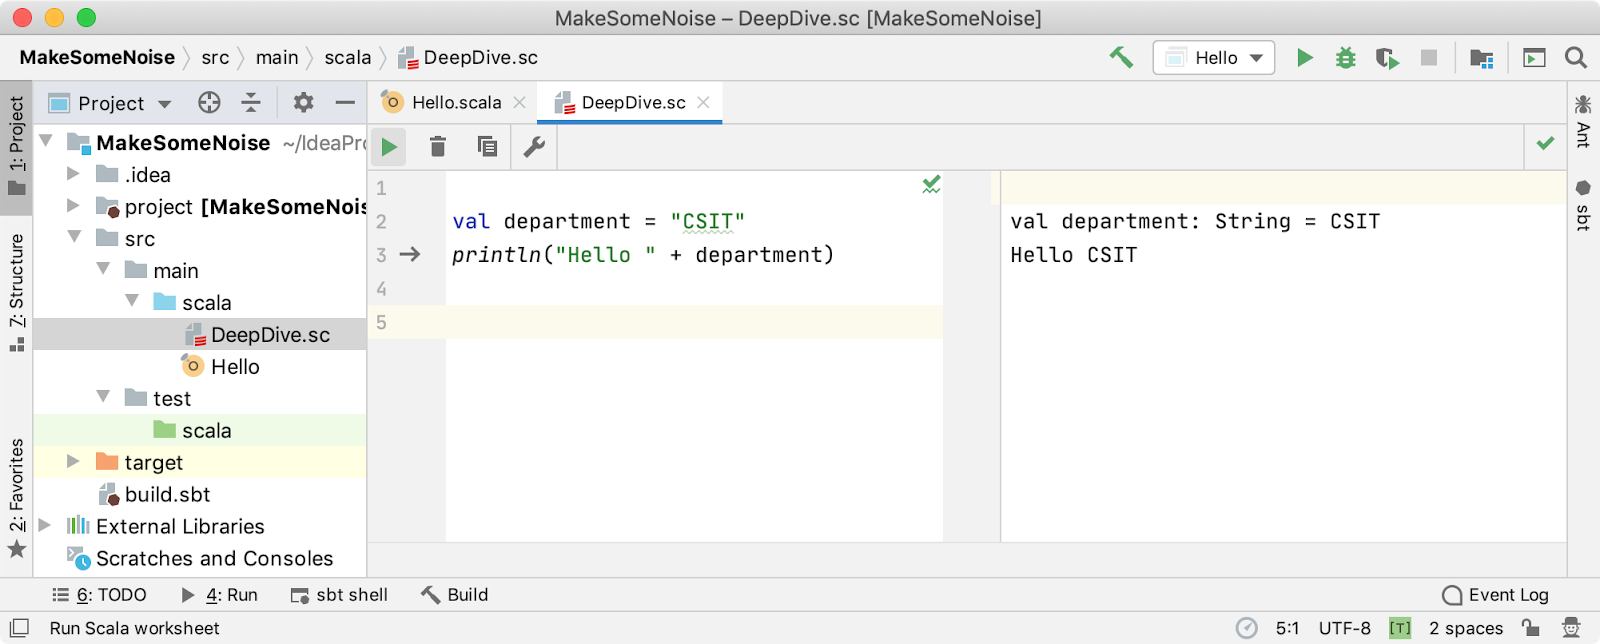 MakeSomeNoise – DeepDive.sc [MakeSomeNoise]
MakeSomeNoise src main scala DeepDive.sc
Hello
1: Project
Z: Structure
2: Favorites
Project
MakeSomeNoise ~/IdeaPro
.idea
project [MakeSomeNois
src
main
scala
DeepDive.sc
Hello
test
scala
target
build.sbt
External Libraries
Scratches and Consoles
Hello.scala DeepDive.sc
1
2 val department = "CSIT"
3 println("Hello " + department)
4
5
val department: String = CSIT
Hello CSIT
Ant
sbt
6: TODO 4: Run sbt shell Build Event Log
Run Scala worksheet 5:1 UTF-8 [T] 2 spaces